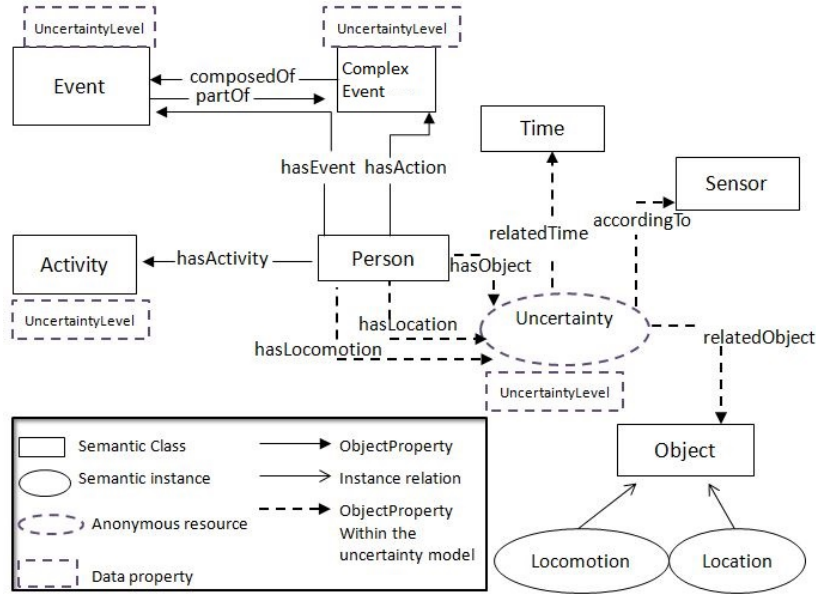 UncertaintyLevel
UncertaintyLevel
Event
composedOf
partOf
Complex
Event
Time
Sensor
hasEvent
hasAction
relatedTime
accordingTo
Activity
hasActivity
Person
hasObject
UncertaintyLevel
hasLocation
hasLocomotion
Uncertainty
relatedObject
UncertaintyLevel
Semantic Class
ObjectProperty
Semantic instance
Instance relation
Anonymous resource
ObjectProperty
Within the
uncertainty model
Data property
Object
Locomotion
Location